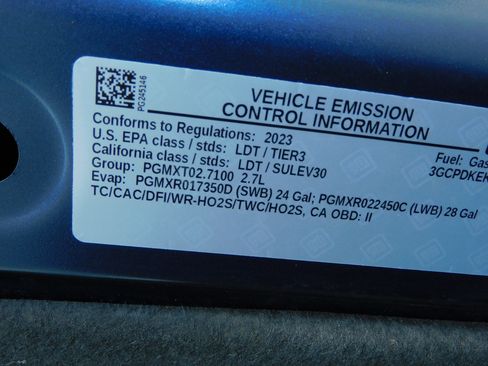 PG245146
VEHICLE EMISSION
CONTROL INFORMATION
Conforms to Regulations: 2023
U.S. EPA class / stds: LDT / TIER3
California class / stds: LDT / SULEV30
Group: PGMXT02.7100 2.7L
Evap: PGMXR017350D (SWB) 24 Gal; PGMXR022450C (LWB) 28 Gal
TC/CAC/DFI/WR-HO2S/TWC/HO2S, CA OBD: II
Fuel: Gas
3GCPDKEK